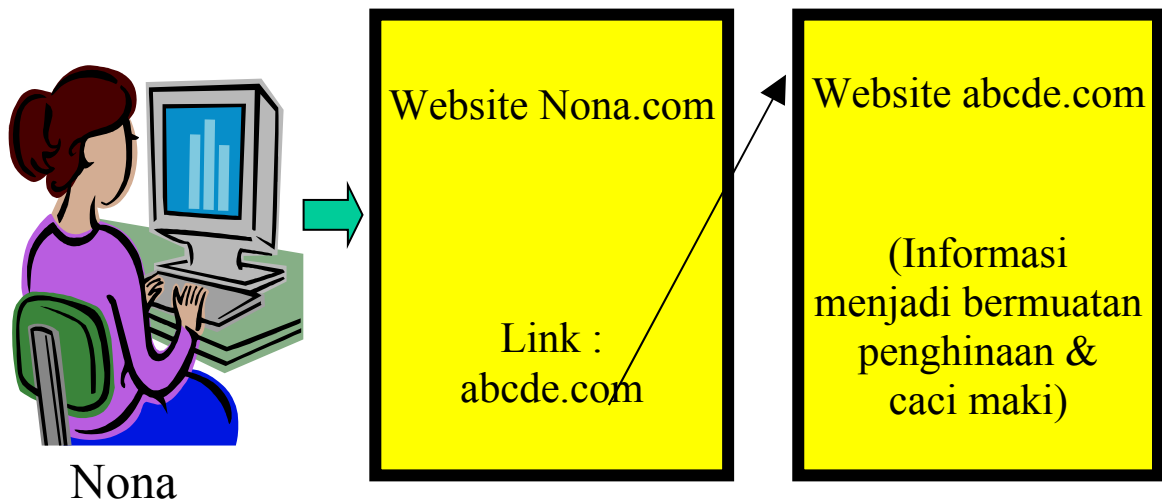 Nona
Website Nona.com
Link :
abcde.com
Website abcde.com
(Informasi
menjadi bermuatan
penghinaan &
caci maki)